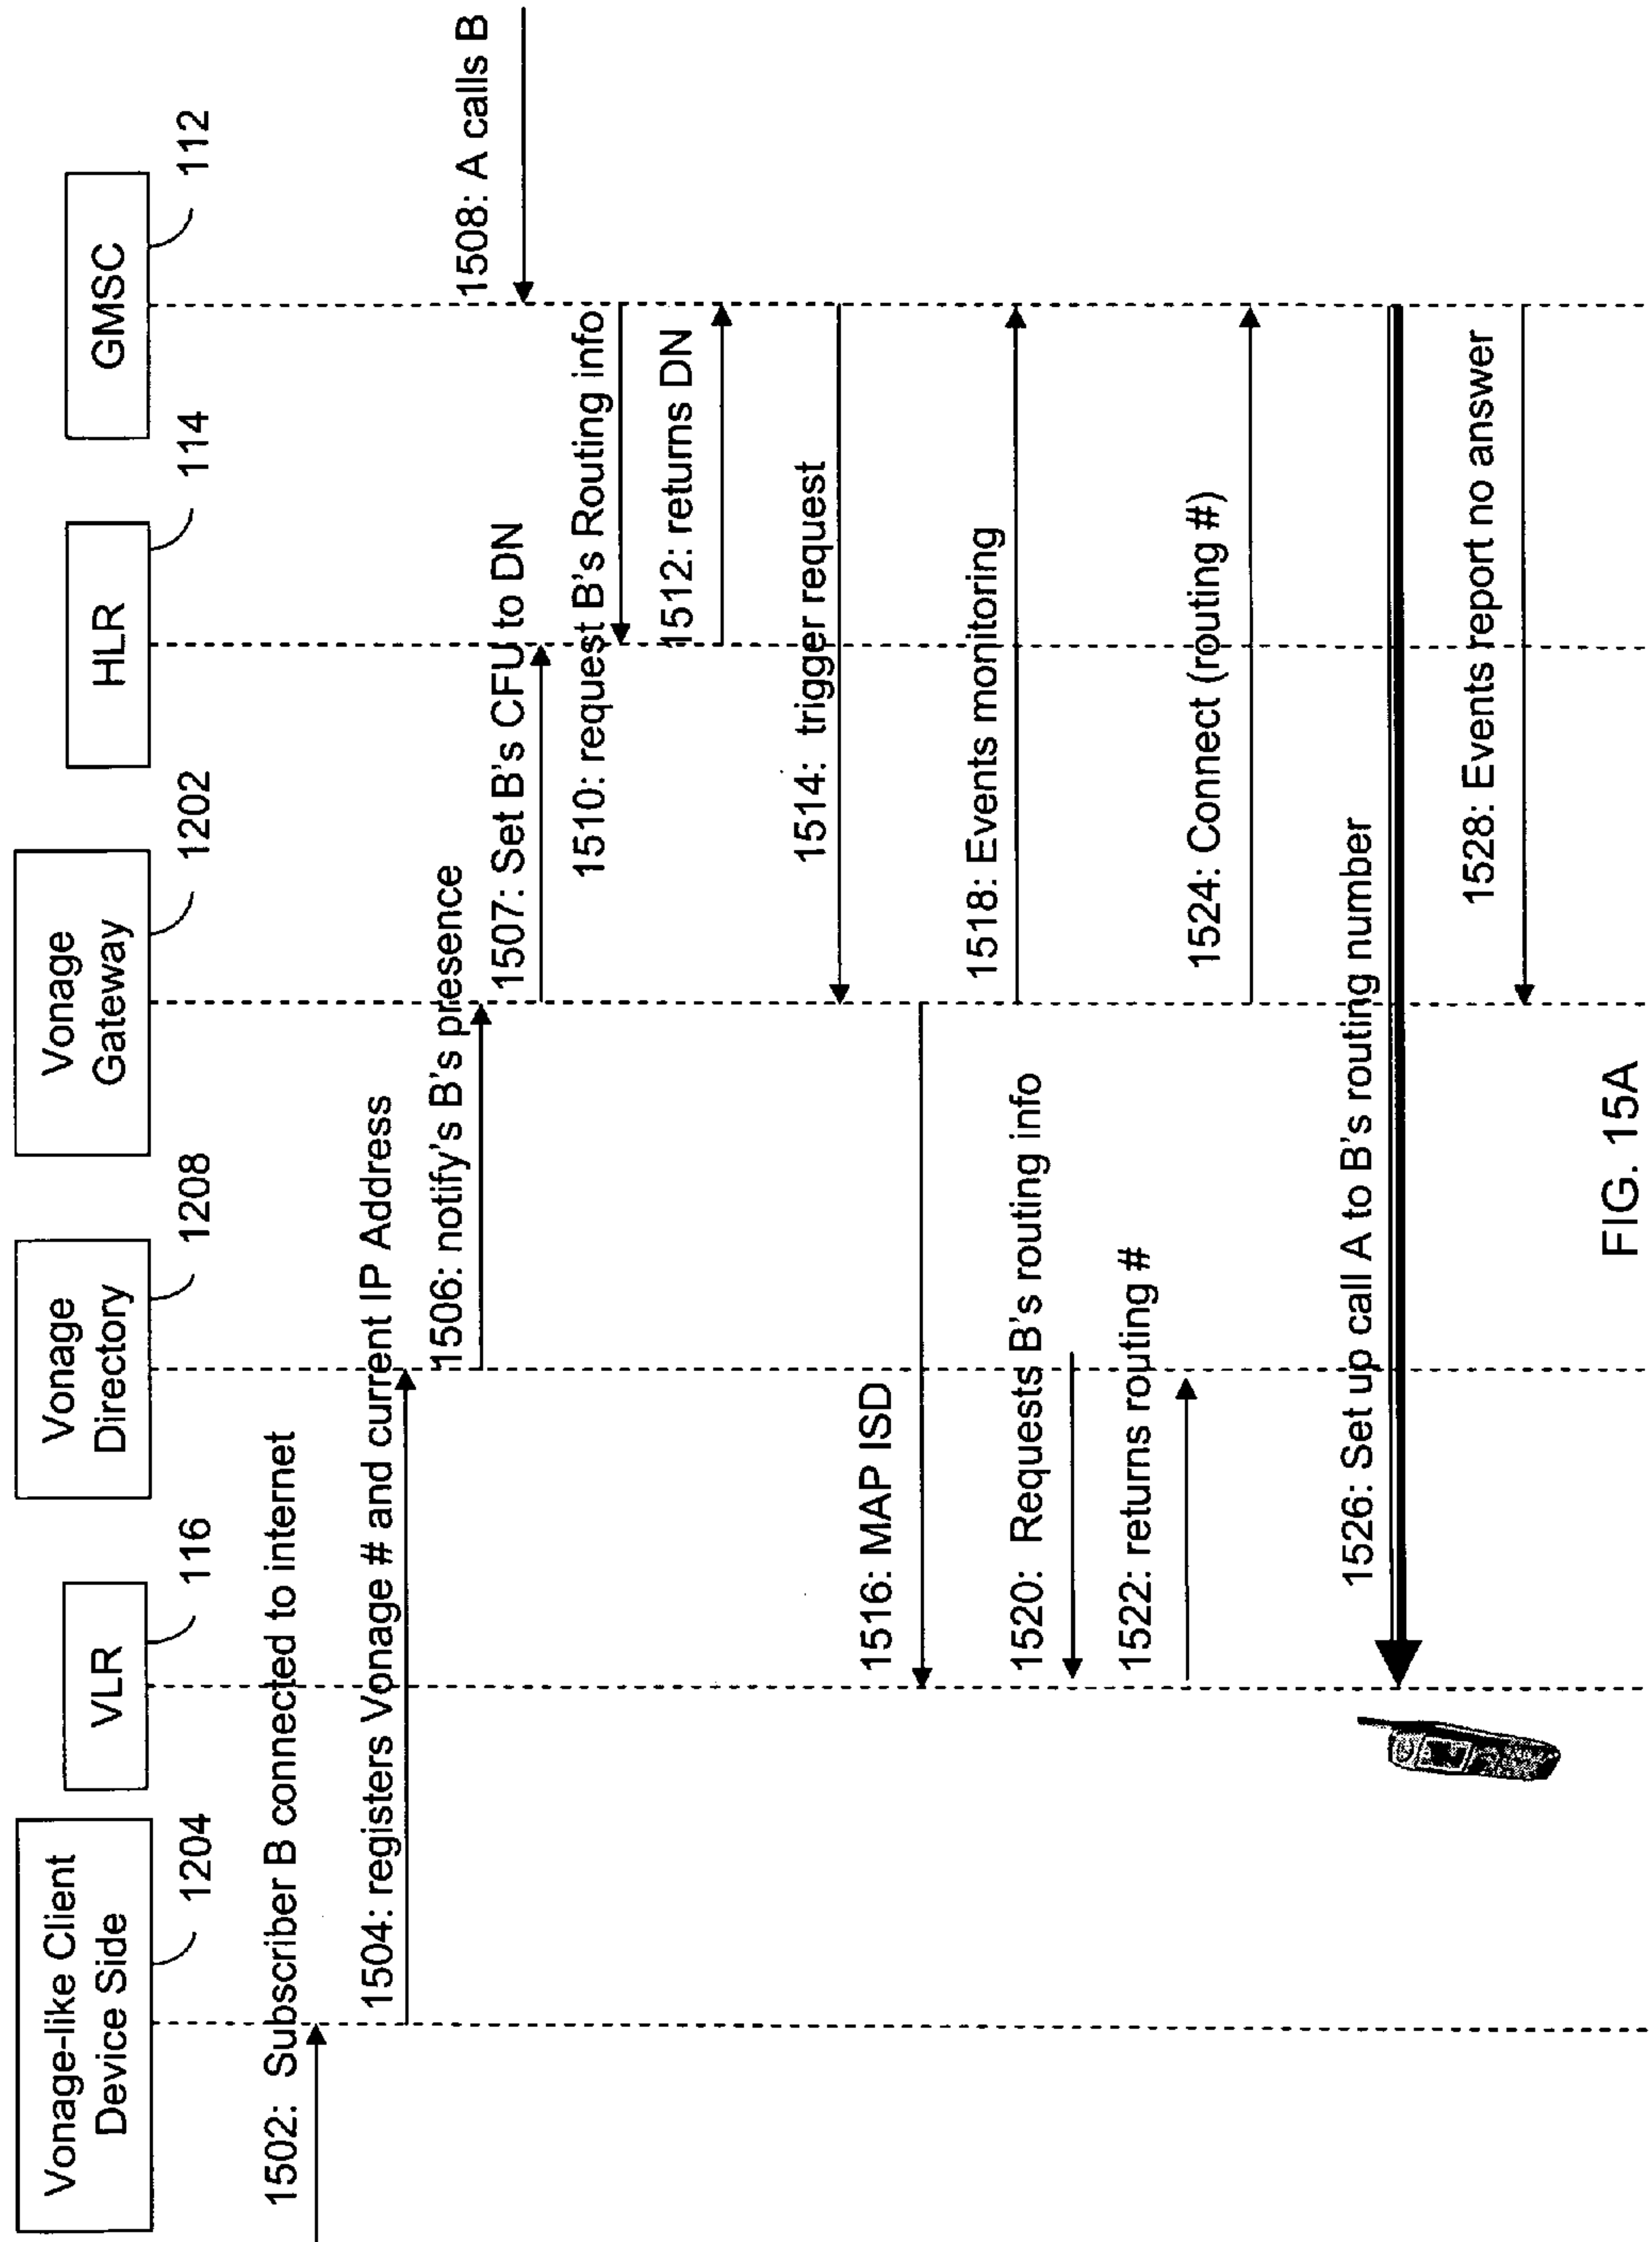 Vonage-like Client
Device Side
1204
VLR
116
Vonage
Directory
1208
Vonage
Gateway
1202
HLR
114
GMSC
112
1502: Subscriber B connected to internet
1504: registers Vonage # and current IP Address
1506: notify's B's presence
1507: Set B's CFU to DN
1508: A calls B
1510: request B's Routing info
1512: returns DN
1514: trigger request
1516: MAP ISD
1518: Events monitoring
1520: Requests B's routing info
1522: returns routing #
1524: Connect (routing #)
1526: Set up call A to B's routing number
1528: Events report no answer
FIG. 15A